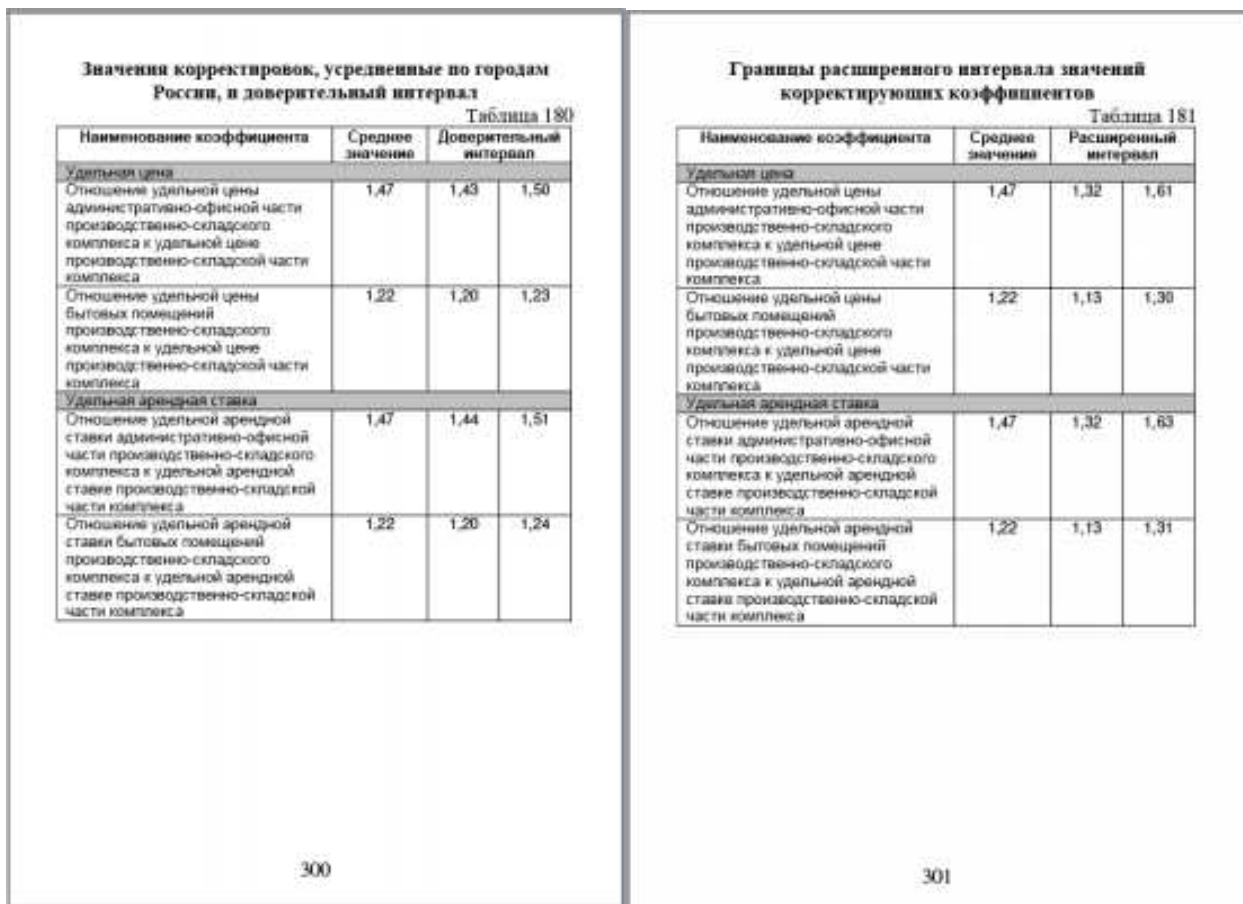 Значения корректировок, усредненные по городам
России, и доверительный интервал
Таблица 180
Наименование коэффициента Среднее значение Доверительный интервал
Удельная цена
Отношение удельной цены 1,47 1,43 1,50
административно-офисной части
производственно-складского
комплекса к удельной цене
производственно-складской части
комплекса
Отношение удельной цены 1,22 1,20 1,23
бытовых помещений
производственно-складского
комплекса к удельной цене
производственно-складской части
комплекса
Удельная арендная ставка
Отношение удельной арендной 1,47 1,44 1,51
ставки административно-офисной
части производственно-складского
комплекса к удельной арендной
ставке производственно-складской
части комплекса
Отношение удельной арендной 1,22 1,20 1,24
ставки бытовых помещений
производственно-складского
комплекса к удельной арендной
ставке производственно-складской
части комплекса
300
Границы расширенного интервала значений
корректирующих коэффициентов
Таблица 181
Наименование коэффициента Среднее значение Расширенный интервал
Удельная цена
Отношение удельной цены 1,47 1,32 1,61
административно-офисной части
производственно-складского
комплекса к удельной цене
производственно-складской части
комплекса
Отношение удельной цены 1,22 1,13 1,30
бытовых помещений
производственно-складского
комплекса к удельной цене
производственно-складской части
комплекса
Удельная арендная ставка
Отношение удельной арендной 1,47 1,32 1,63
ставки административно-офисной
части производственно-складского
комплекса к удельной арендной
ставке производственно-складской
части комплекса
Отношение удельной арендной 1,22 1,13 1,31
ставки бытовых помещений
производственно-складского
комплекса к удельной арендной
ставке производственно-складской
части комплекса
301